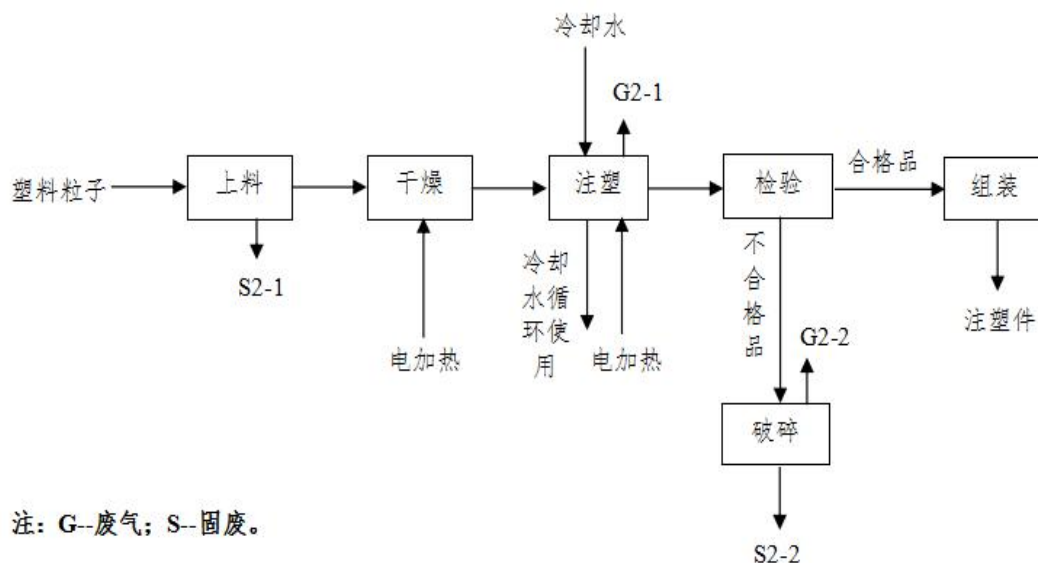 冷却水
G2-1
塑料粒子
上料
干燥
注塑
检验
合格品
组装
S2-1
电加热
冷却
水循
环使
用
电加热
不
合
格
品
G2-2
注塑件
破碎
S2-2
注：G--废气；S--固废。